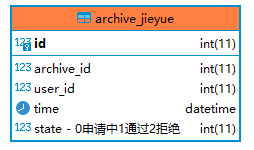 archive_jieyue
123 id int(11)
123 archive_id int(11)
123 user_id int(11)
time datetime
123 state - 0申请中1通过2拒绝 int(11)